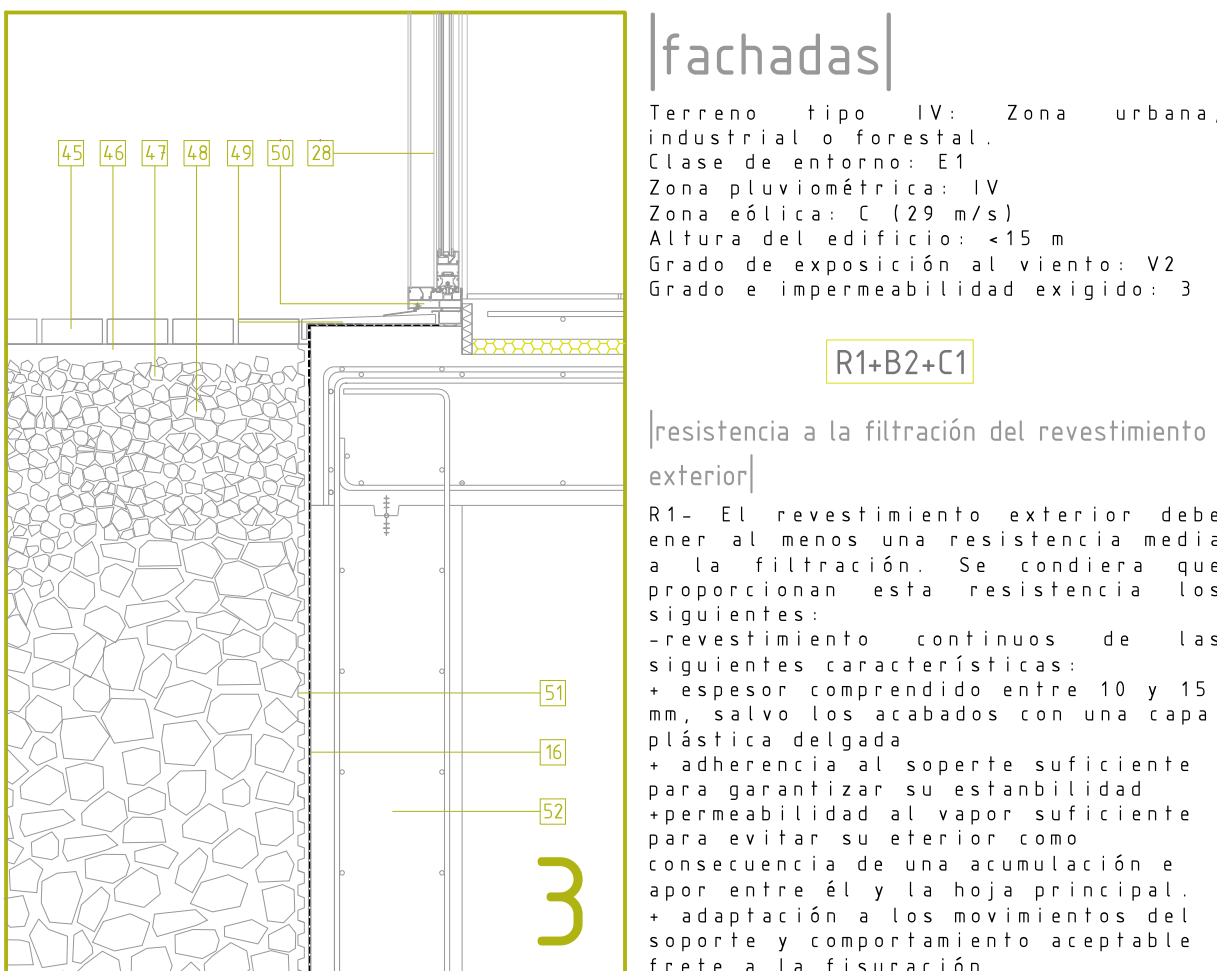 45 46 47 48 49 50 28
51
16
52
3
|fachadas|
Terreno tipo IV: Zona urbana,
industrial o forestal.
Clase de entorno: E1
Zona pluviométrica: IV
Zona eólica: C (29 m/s)
Altura del edificio: <15 m
Grado de exposición al viento: V2
Grado e impermeabilidad exigido: 3
R1+B2+C1
|resistencia a la filtración del revestimiento
exterior|
R1- El revestimiento exterior debe
ener al menos una resistencia media
a la filtración. Se condiera que
proporcionan esta resistencia los
siguientes:
-revestimiento continuos de las
siguientes características:
+ espesor comprendido entre 10 y 15
mm, salvo los acabados con una capa
plástica delgada
+ adherencia al soperte suficiente
para garantizar su estanbilidad
+permeabilidad al vapor suficiente
para evitar su eterior como
consecuencia de una acumulación e
apor entre él y la hoja principal.
+ adaptación a los movimientos del
soporte y comportamiento aceptable
frete a la fisuración